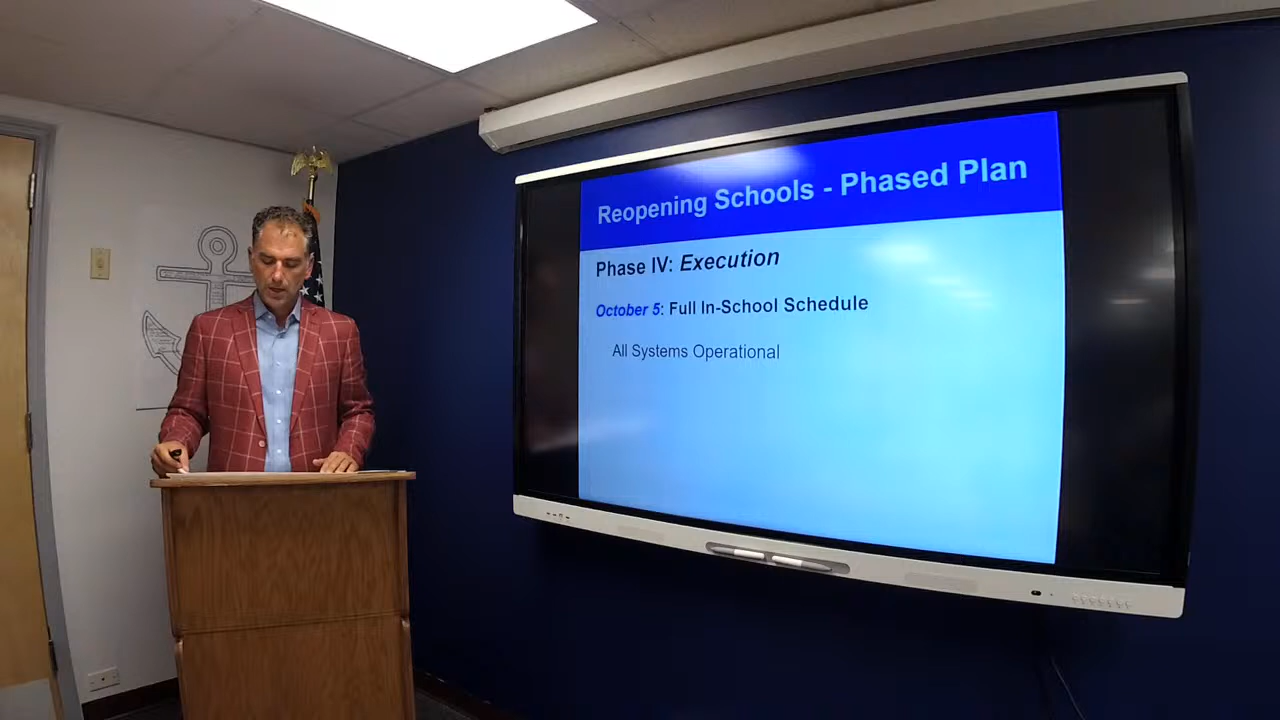 Reopening Schools - Phased Plan
Phase IV: Execution
October 5: Full In-School Schedule
All Systems Operational